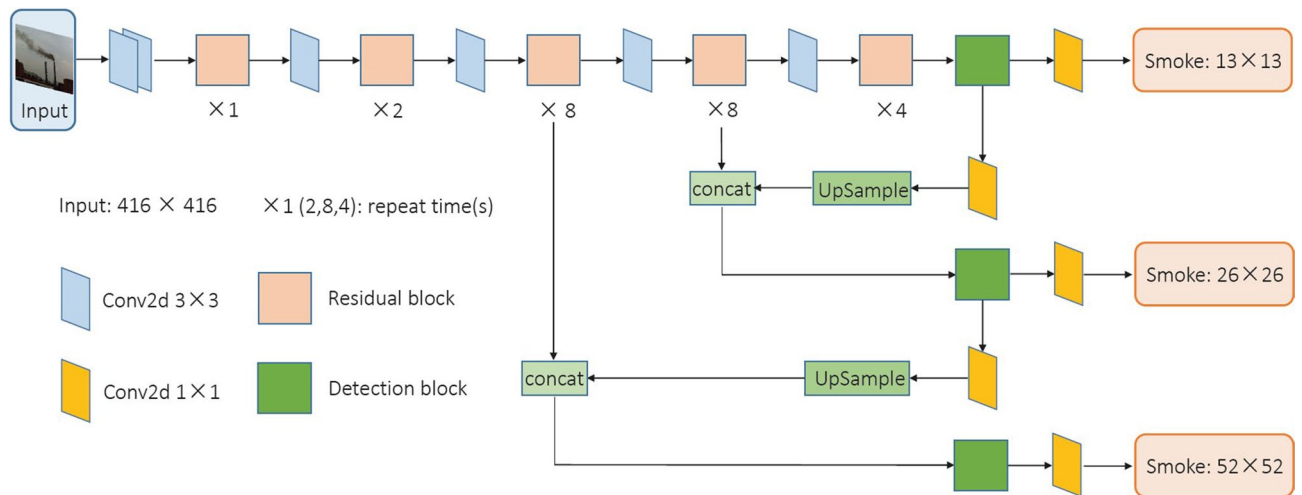 Input
×1
×2
× 8
×8
×4
Smoke: 13×13
concat
UpSample
Input: 416 × 416
×1 (2,8,4): repeat time(s)
Smoke: 26×26
Conv2d 3×3
Residual block
concat
UpSample
Conv2d 1×1
Detection block
Smoke: 52×52